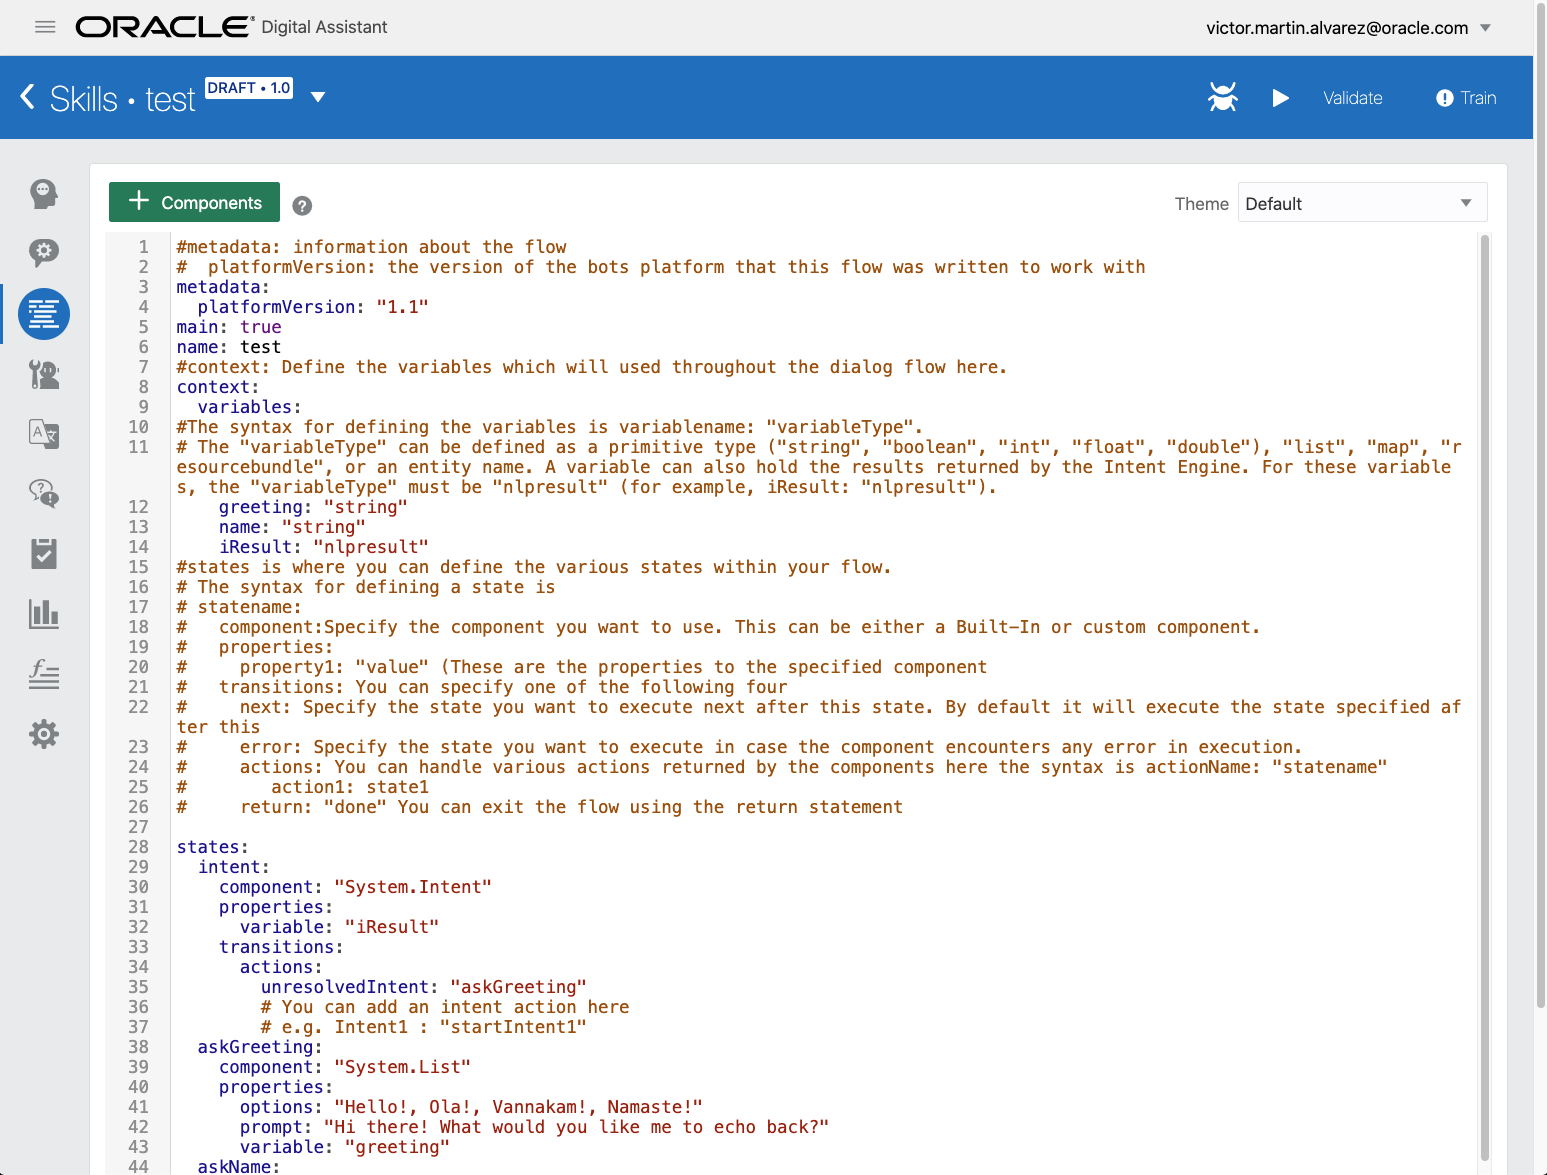 ORACLE Digital Assistant
victor.martin.alvarez@oracle.com
Skills • test DRAFT • 1.0
Validate
Train
Components
Theme Default
1 #metadata: information about the flow
2 #  platformVersion: the version of the bots platform that this flow was written to work with
3 metadata:
4   platformVersion: "1.1"
5 main: true
6 name: test
7 #context: Define the variables which will used throughout the dialog flow here.
8 context:
9   variables:
10 #The syntax for defining the variables is variablename: "variableType".
11 # The "variableType" can be defined as a primitive type ("string", "boolean", "int", "float", "double"), "list", "map", "r
esourcebundle", or an entity name. A variable can also hold the results returned by the Intent Engine. For these variable
s, the "variableType" must be "nlpresult" (for example, iResult: "nlpresult").
12     greeting: "string"
13     name: "string"
14     iResult: "nlpresult"
15 #states is where you can define the various states within your flow.
16 # The syntax for defining a state is
17 # statename:
18 #   component:Specify the component you want to use. This can be either a Built-In or custom component.
19 #   properties:
20 #     property1: "value" (These are the properties to the specified component
21 #   transitions: You can specify one of the following four
22 #     next: Specify the state you want to execute next after this state. By default it will execute the state specified af
ter this
23 #     error: Specify the state you want to execute in case the component encounters any error in execution.
24 #     actions: You can handle various actions returned by the components here the syntax is actionName: "statename"
25 #        action1: state1
26 #     return: "done" You can exit the flow using the return statement
27
28 states:
29   intent:
30     component: "System.Intent"
31     properties:
32       variable: "iResult"
33     transitions:
34       actions:
35         unresolvedIntent: "askGreeting"
36         # You can add an intent action here
37         # e.g. Intent1 : "startIntent1"
38   askGreeting:
39     component: "System.List"
40     properties:
41       options: "Hello!, Ola!, Vannakam!, Namaste!"
42       prompt: "Hi there! What would you like me to echo back?"
43       variable: "greeting"
44   askName: